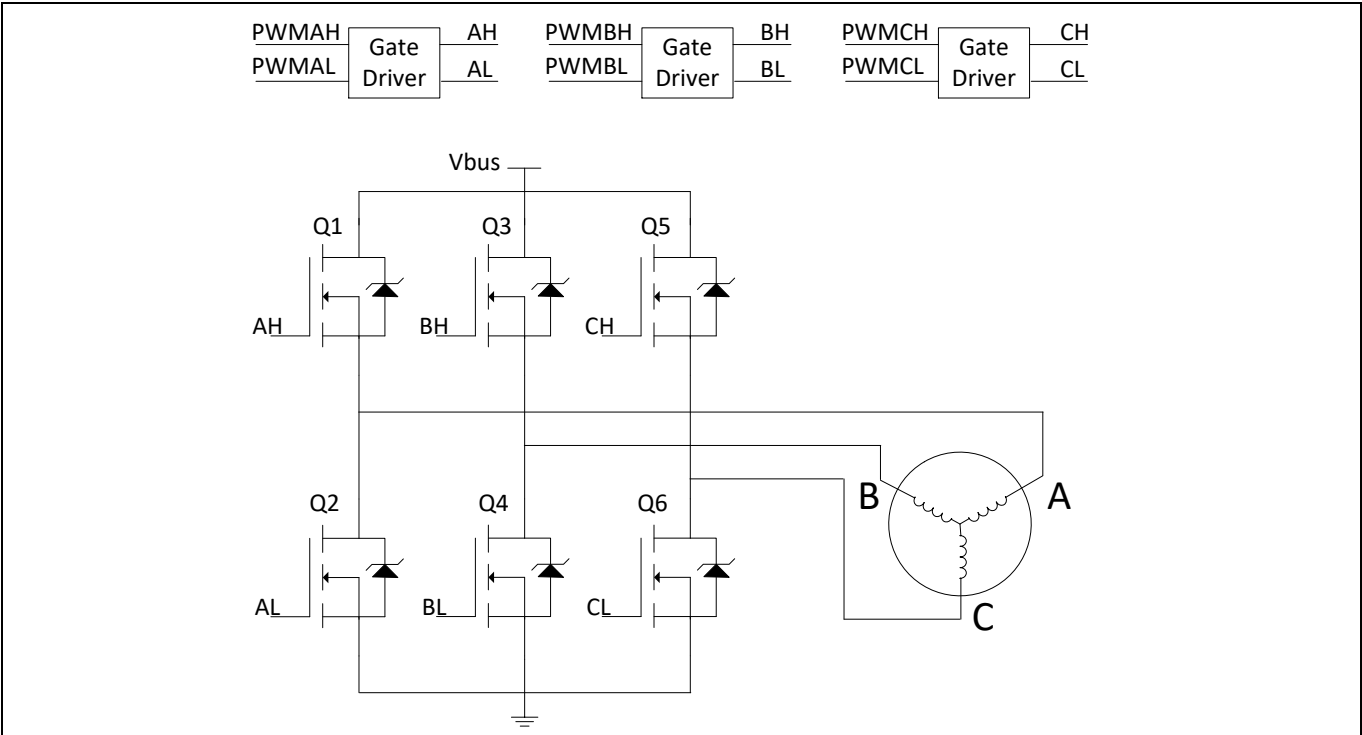 PWMAH Gate Driver AH
PWMAL AL
PWMBH Gate Driver BH
PWMBL BL
PWMCH Gate Driver CH
PWMCL CL
Vbus
Q1 Q3 Q5
AH BH CH
Q2 Q4 Q6
AL BL CL
B A
C